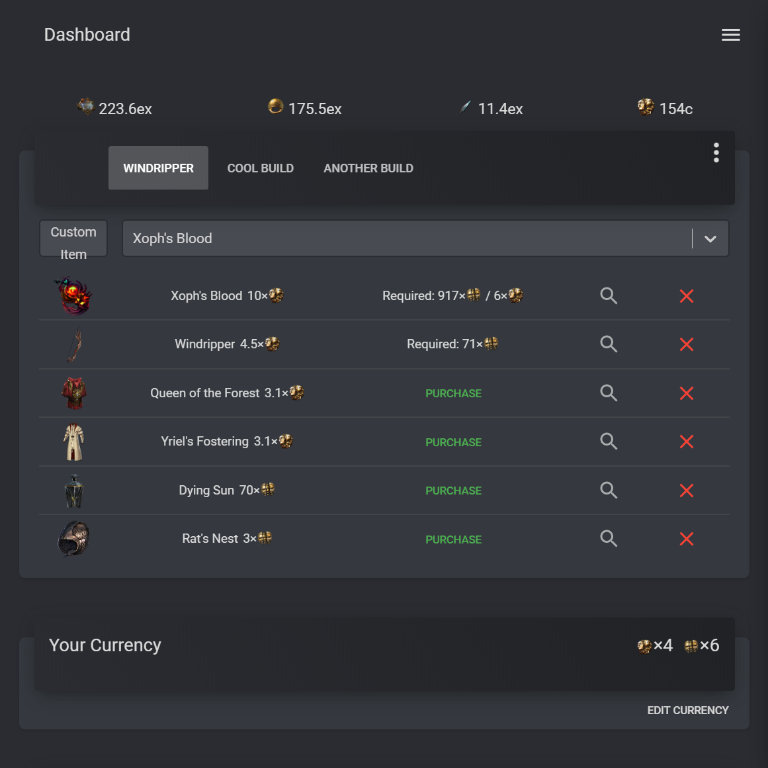 Dashboard
223.6ex 175.5ex 11.4ex 154c
WINDRIPPER COOL BUILD ANOTHER BUILD
Custom Item
Xoph's Blood
Xoph's Blood 10× Required: 917× / 6×
Windripper 4.5× Required: 71×
Queen of the Forest 3.1× PURCHASE
Yriel's Fostering 3.1× PURCHASE
Dying Sun 70× PURCHASE
Rat's Nest 3× PURCHASE
Your Currency ×4 ×6
EDIT CURRENCY